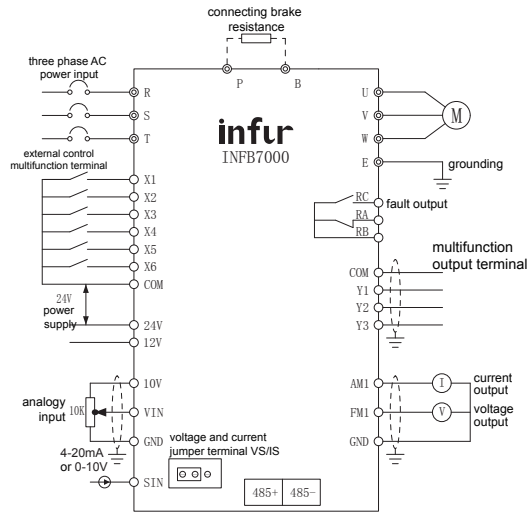 connecting brake
resistance
three phase AC
power input
P
B
R
S
T
U
V
W
M
infur
INFB7000
E
grounding
external control
multifunction terminal
X1
X2
X3
X4
X5
X6
COM
RC
RA
RB
fault output
multifunction
output terminal
COM
Y1
Y2
Y3
24V
power
supply
24V
12V
10V
analogy
input
10K
VIN
GND
AM1
I
current
output
FM1
V
voltage
output
GND
4-20mA
or 0-10V
voltage and current
jumper terminal VS/IS
SIN
485+
485-